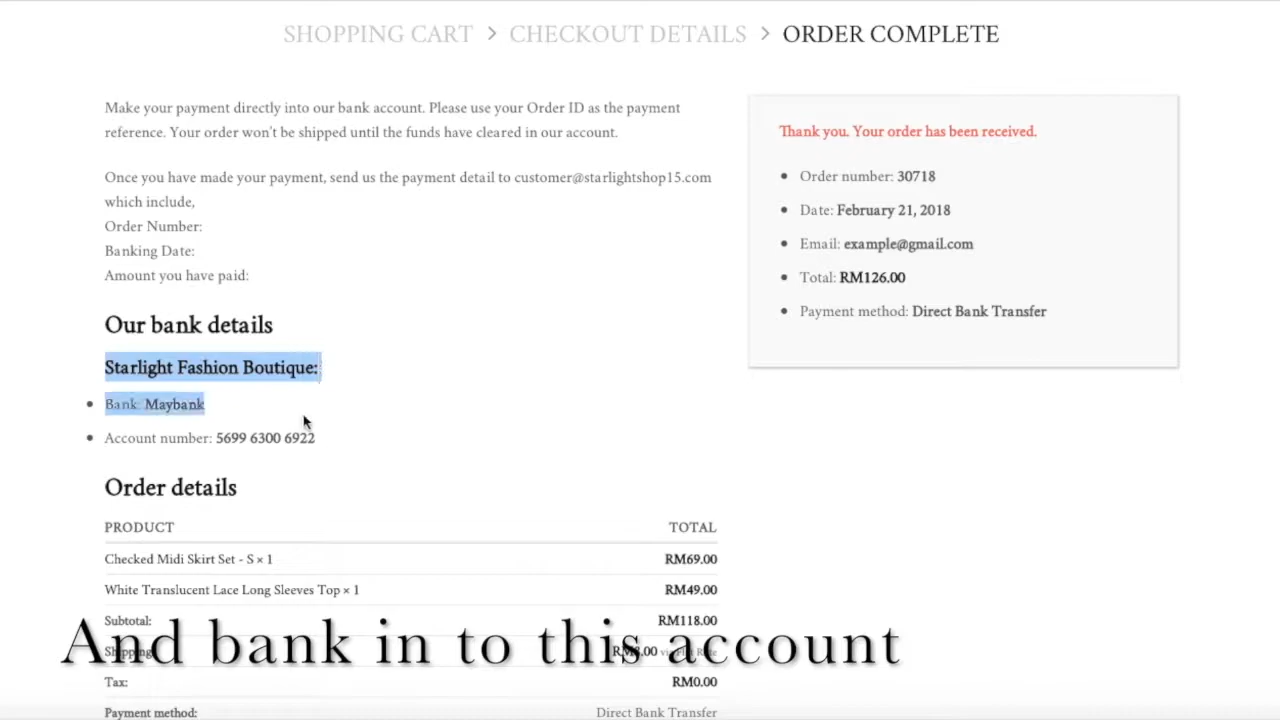 SHOPPING CART > CHECKOUT DETAILS > ORDER COMPLETE
Make your payment directly into our bank account. Please use your Order ID as the payment
reference. Your order won't be shipped until the funds have cleared in our account.
Once you have made your payment, send us the payment detail to customer@starlightshop15.com
which include,
Order Number:
Banking Date:
Amount you have paid:
Our bank details
Starlight Fashion Boutique:
Bank: Maybank
Account number: 5699 6300 6922
Order details
PRODUCT TOTAL
Checked Midi Skirt Set - S × 1 RM69.00
White Translucent Lace Long Sleeves Top × 1 RM49.00
Subtotal: RM118.00
Shipping: via Flat Rate
Tax: RM0.00
Payment method: Direct Bank Transfer
Thank you. Your order has been received.
Order number: 30718
Date: February 21, 2018
Email: example@gmail.com
Total: RM126.00
Payment method: Direct Bank Transfer
And bank in to this account